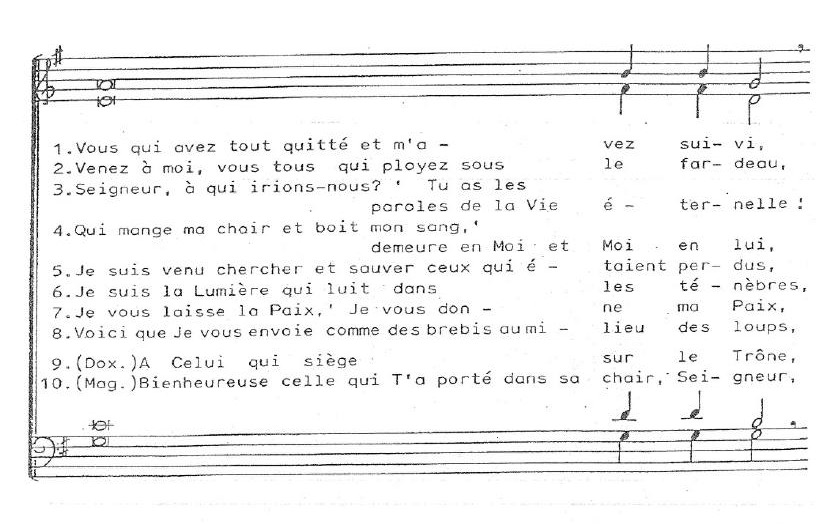 1.Vous qui avez tout quitté et m'a - vez sui- vi,
2.Venez à moi, vous tous qui ployez sous le far- deau,
3.Seigneur, à qui irions-nous? ' Tu as les
paroles de la Vie é - ter- nelle !
4.Qui mange ma chair et boit mon sang,'
demeure en Moi et Moi en lui,
5.Je suis venu chercher et sauver ceux qui é - taient per- dus,
6.Je suis la Lumière qui luit dans les té - nèbres,
7.Je vous laisse la Paix,' Je vous don - ne ma Paix,
8.Voici que Je vous envoie comme des brebis au mi - lieu des loups,
9.(Dox.)A Celui qui siège sur le Trône,
10.(Mag.)Bienheureuse celle qui T'a porté dans sa chair,' Sei- gneur,